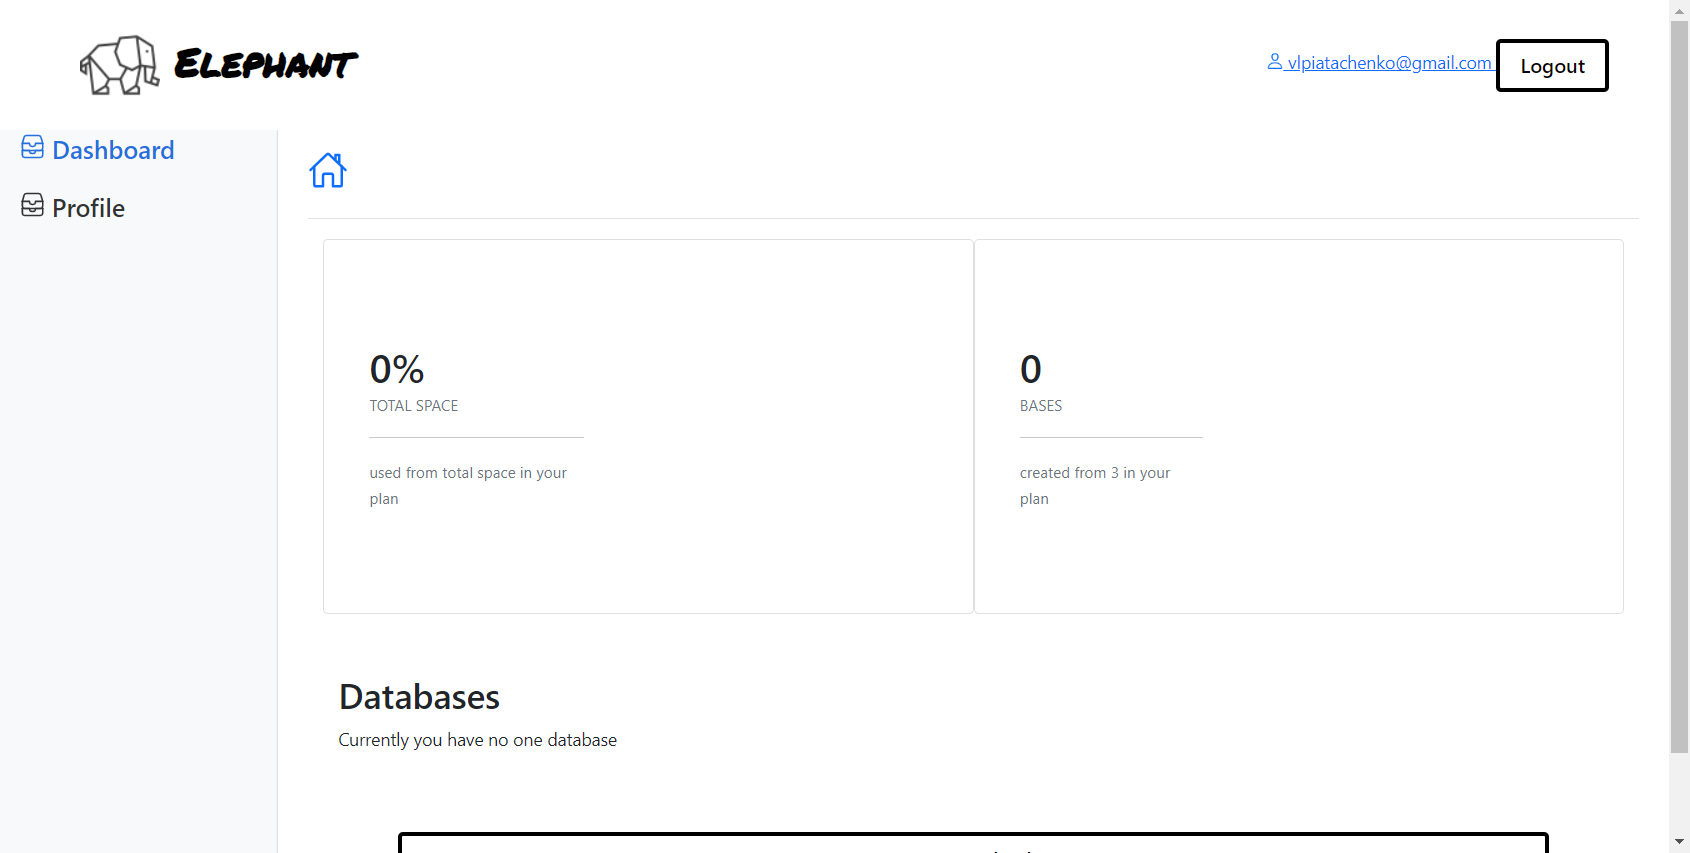 ELEPHANT
vlpiatachenko@gmail.com
Logout
Dashboard
Profile
0%
TOTAL SPACE
used from total space in your
plan
0
BASES
created from 3 in your
plan
Databases
Currently you have no one database